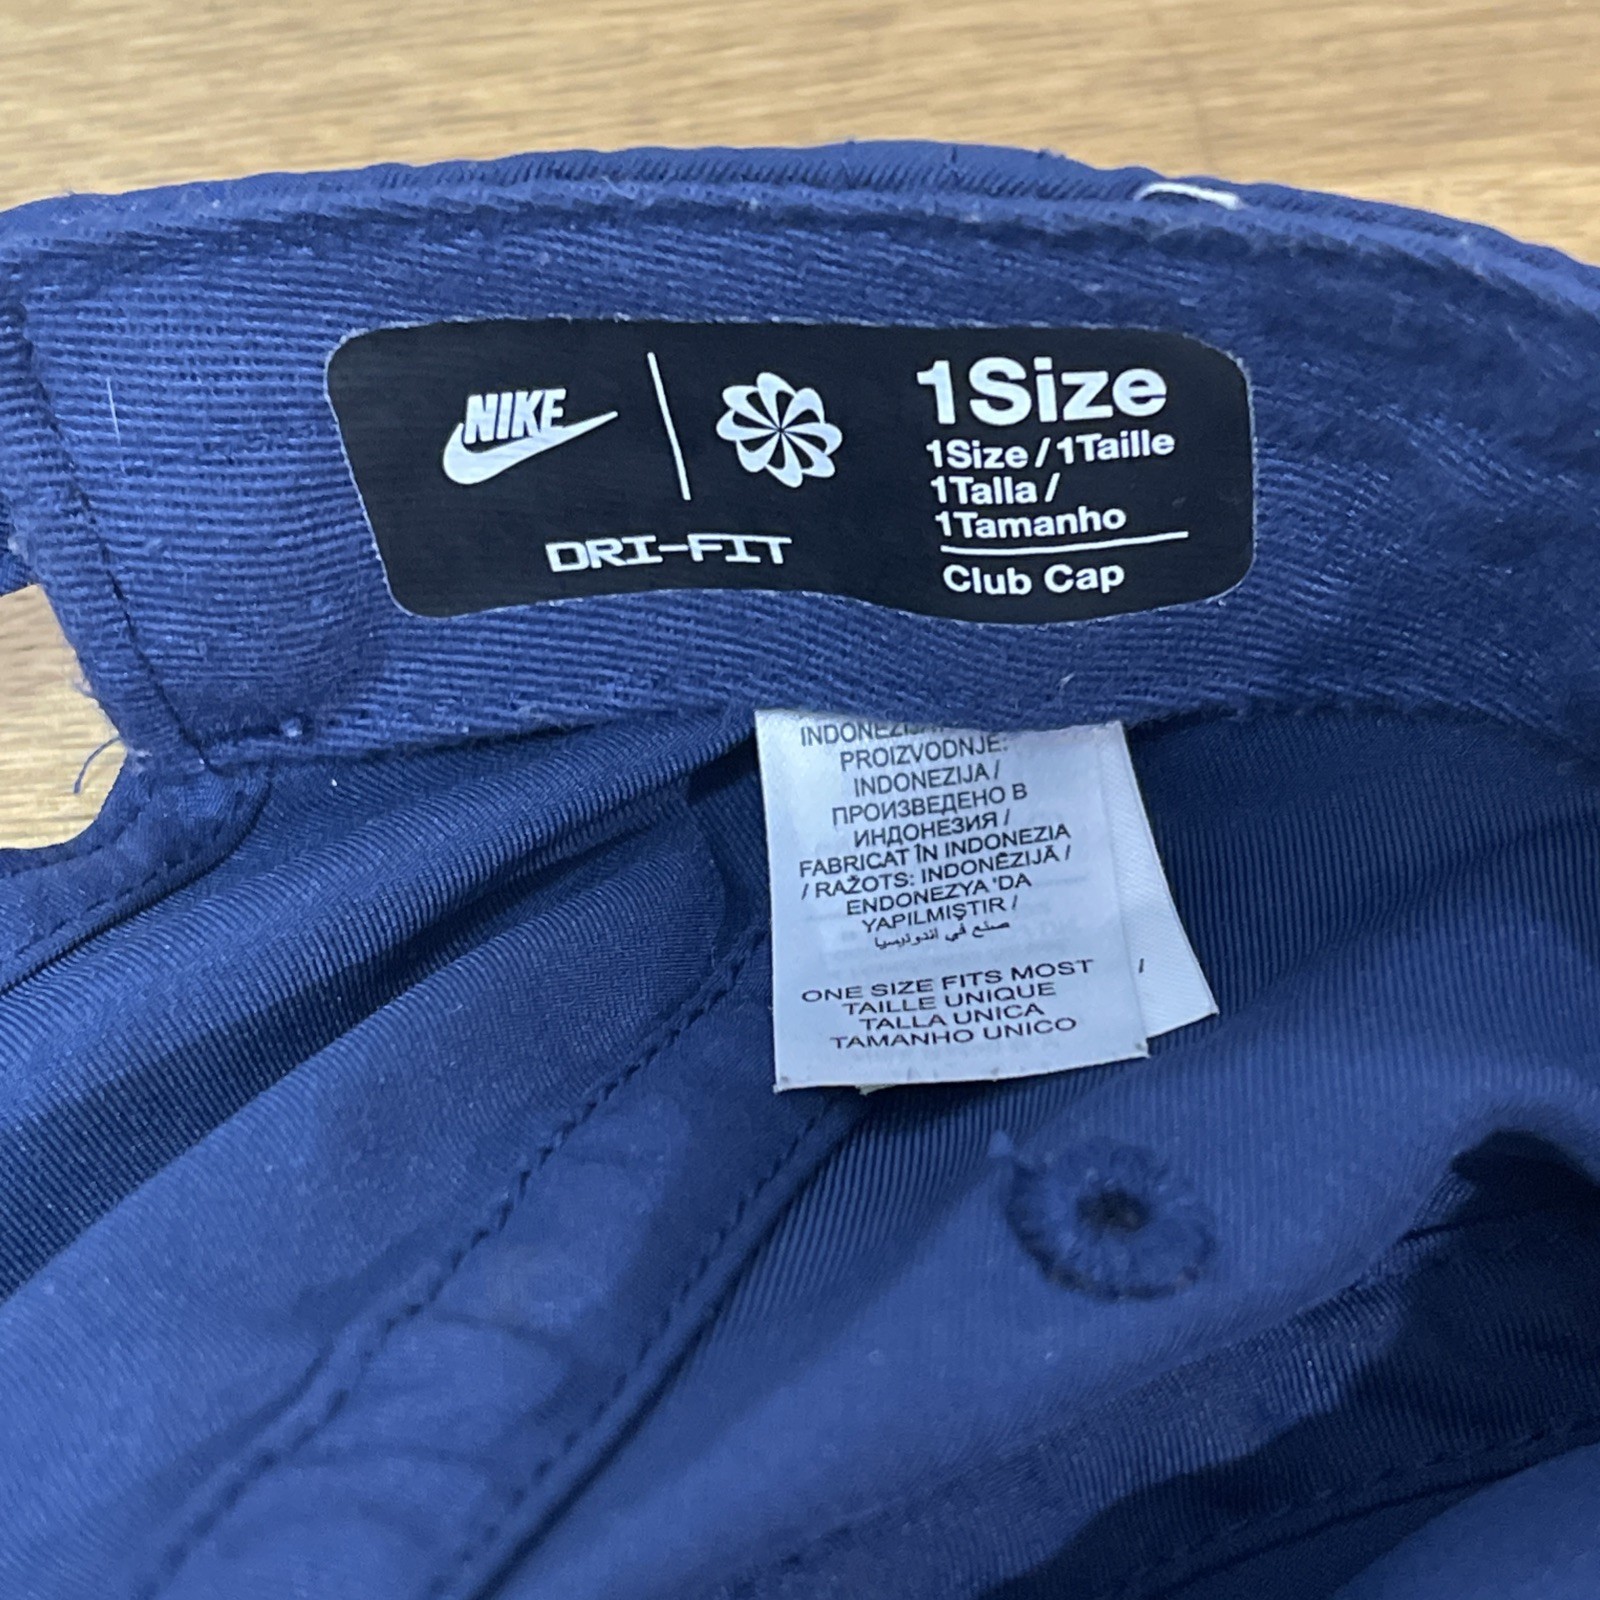 NIKE
DRI-FIT
1Size
1Size / 1Taille
1Talla /
1Tamanho
Club Cap
PROIZVODNJE:
INDONEZIJA /
ПРОИЗВЕДЕНО В
ИНДОНЕЗИЯ /
FABRICAT ÎN INDONEZIA
/ RAŽOTS: INDONĒZIJĀ /
ENDONEZYA 'DA
YAPILMIŞTIR /
صنع في اندونيسيا
ONE SIZE FITS MOST
TAILLE UNIQUE
TALLA UNICA
TAMANHO UNICO
/